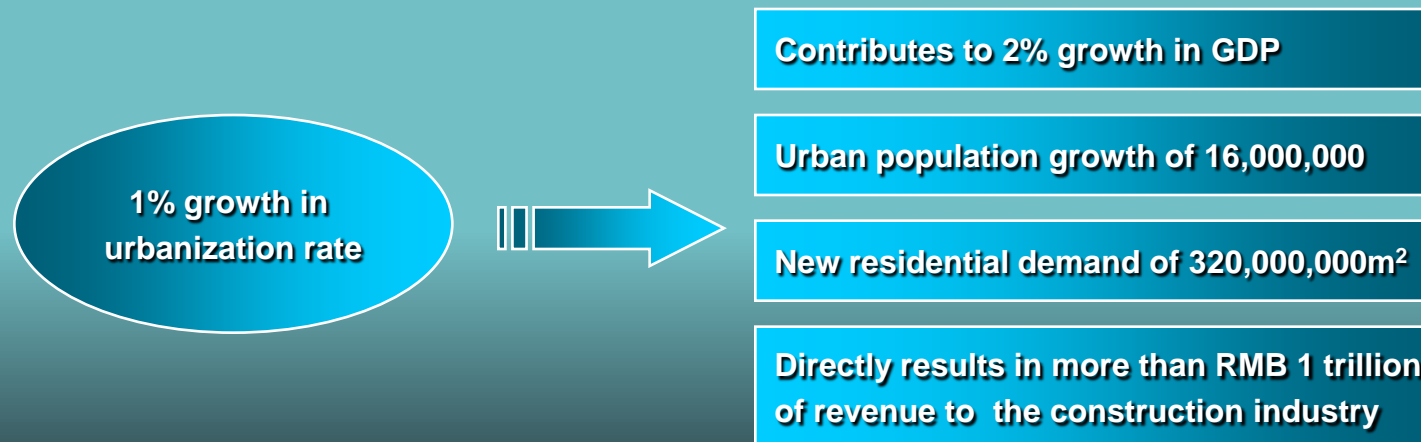 1% growth in
urbanization rate
Contributes to 2% growth in GDP
Urban population growth of 16,000,000
New residential demand of 320,000,000m²
Directly results in more than RMB 1 trillion
of revenue to the construction industry